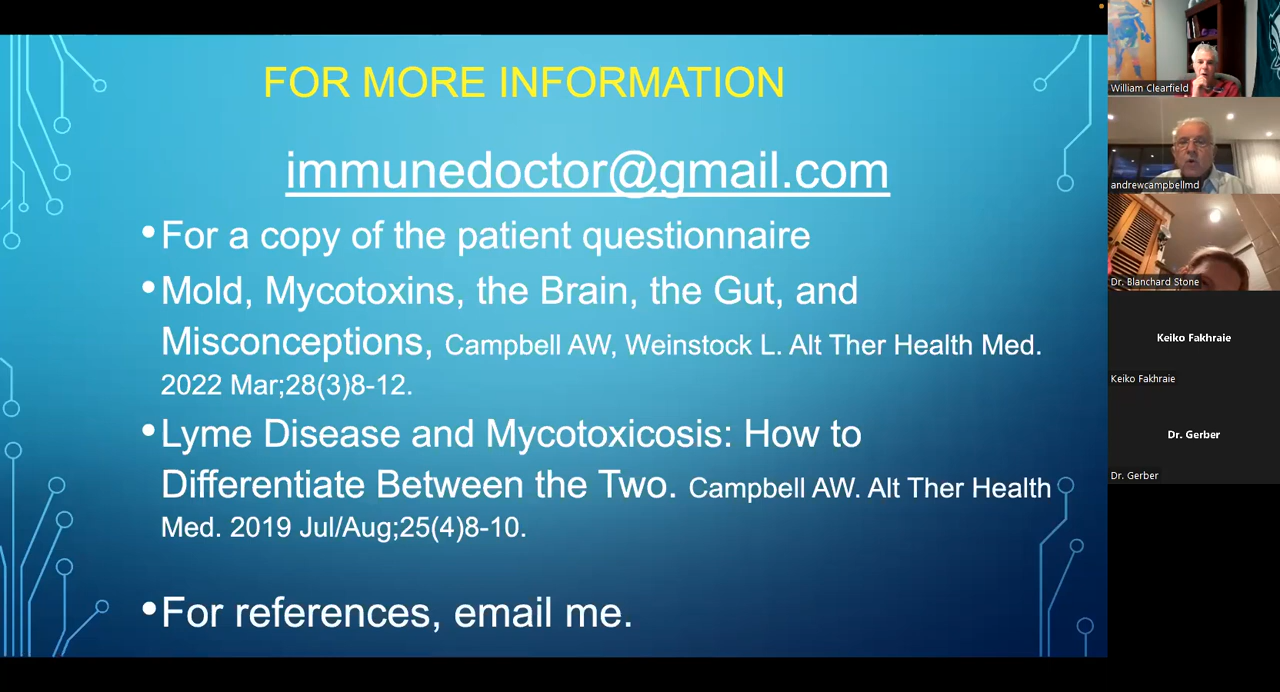 FOR MORE INFORMATION
immunedoctor@gmail.com
•For a copy of the patient questionnaire
•Mold, Mycotoxins, the Brain, the Gut, and
Misconceptions, Campbell AW, Weinstock L. Alt Ther Health Med.
2022 Mar;28(3)8-12.
•Lyme Disease and Mycotoxicosis: How to
Differentiate Between the Two. Campbell AW. Alt Ther Health
Med. 2019 Jul/Aug;25(4)8-10.
•For references, email me.
William Clearfield
andrewcampbellmd
Dr. Blanchard Stone
Keiko Fakhraie
Keiko Fakhraie
Dr. Gerber
Dr. Gerber